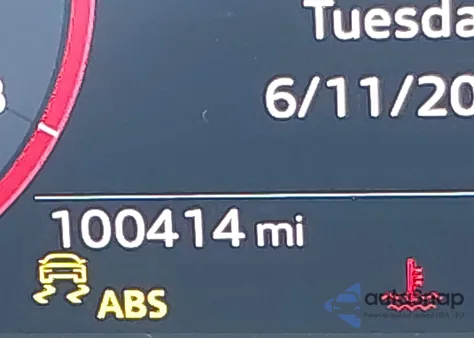 Tuesda
6/11/20
100414 mi
ABS
autoSnap